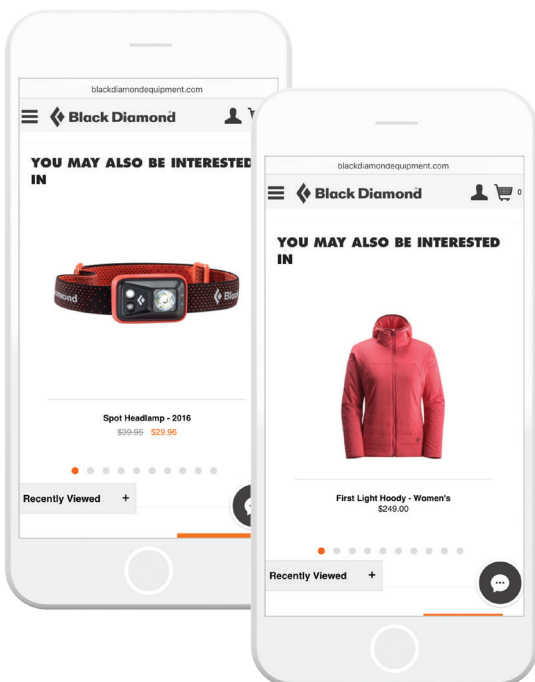 blackdiamondequipment.com
Black Diamond
YOU MAY ALSO BE INTERESTED
IN
Diamond
Spot Headlamp - 2016
$39.95 $29.96
Recently Viewed +
blackdiamondequipment.com
Black Diamond
0
YOU MAY ALSO BE INTERESTED
IN
First Light Hoody - Women's
$249.00
Recently Viewed +